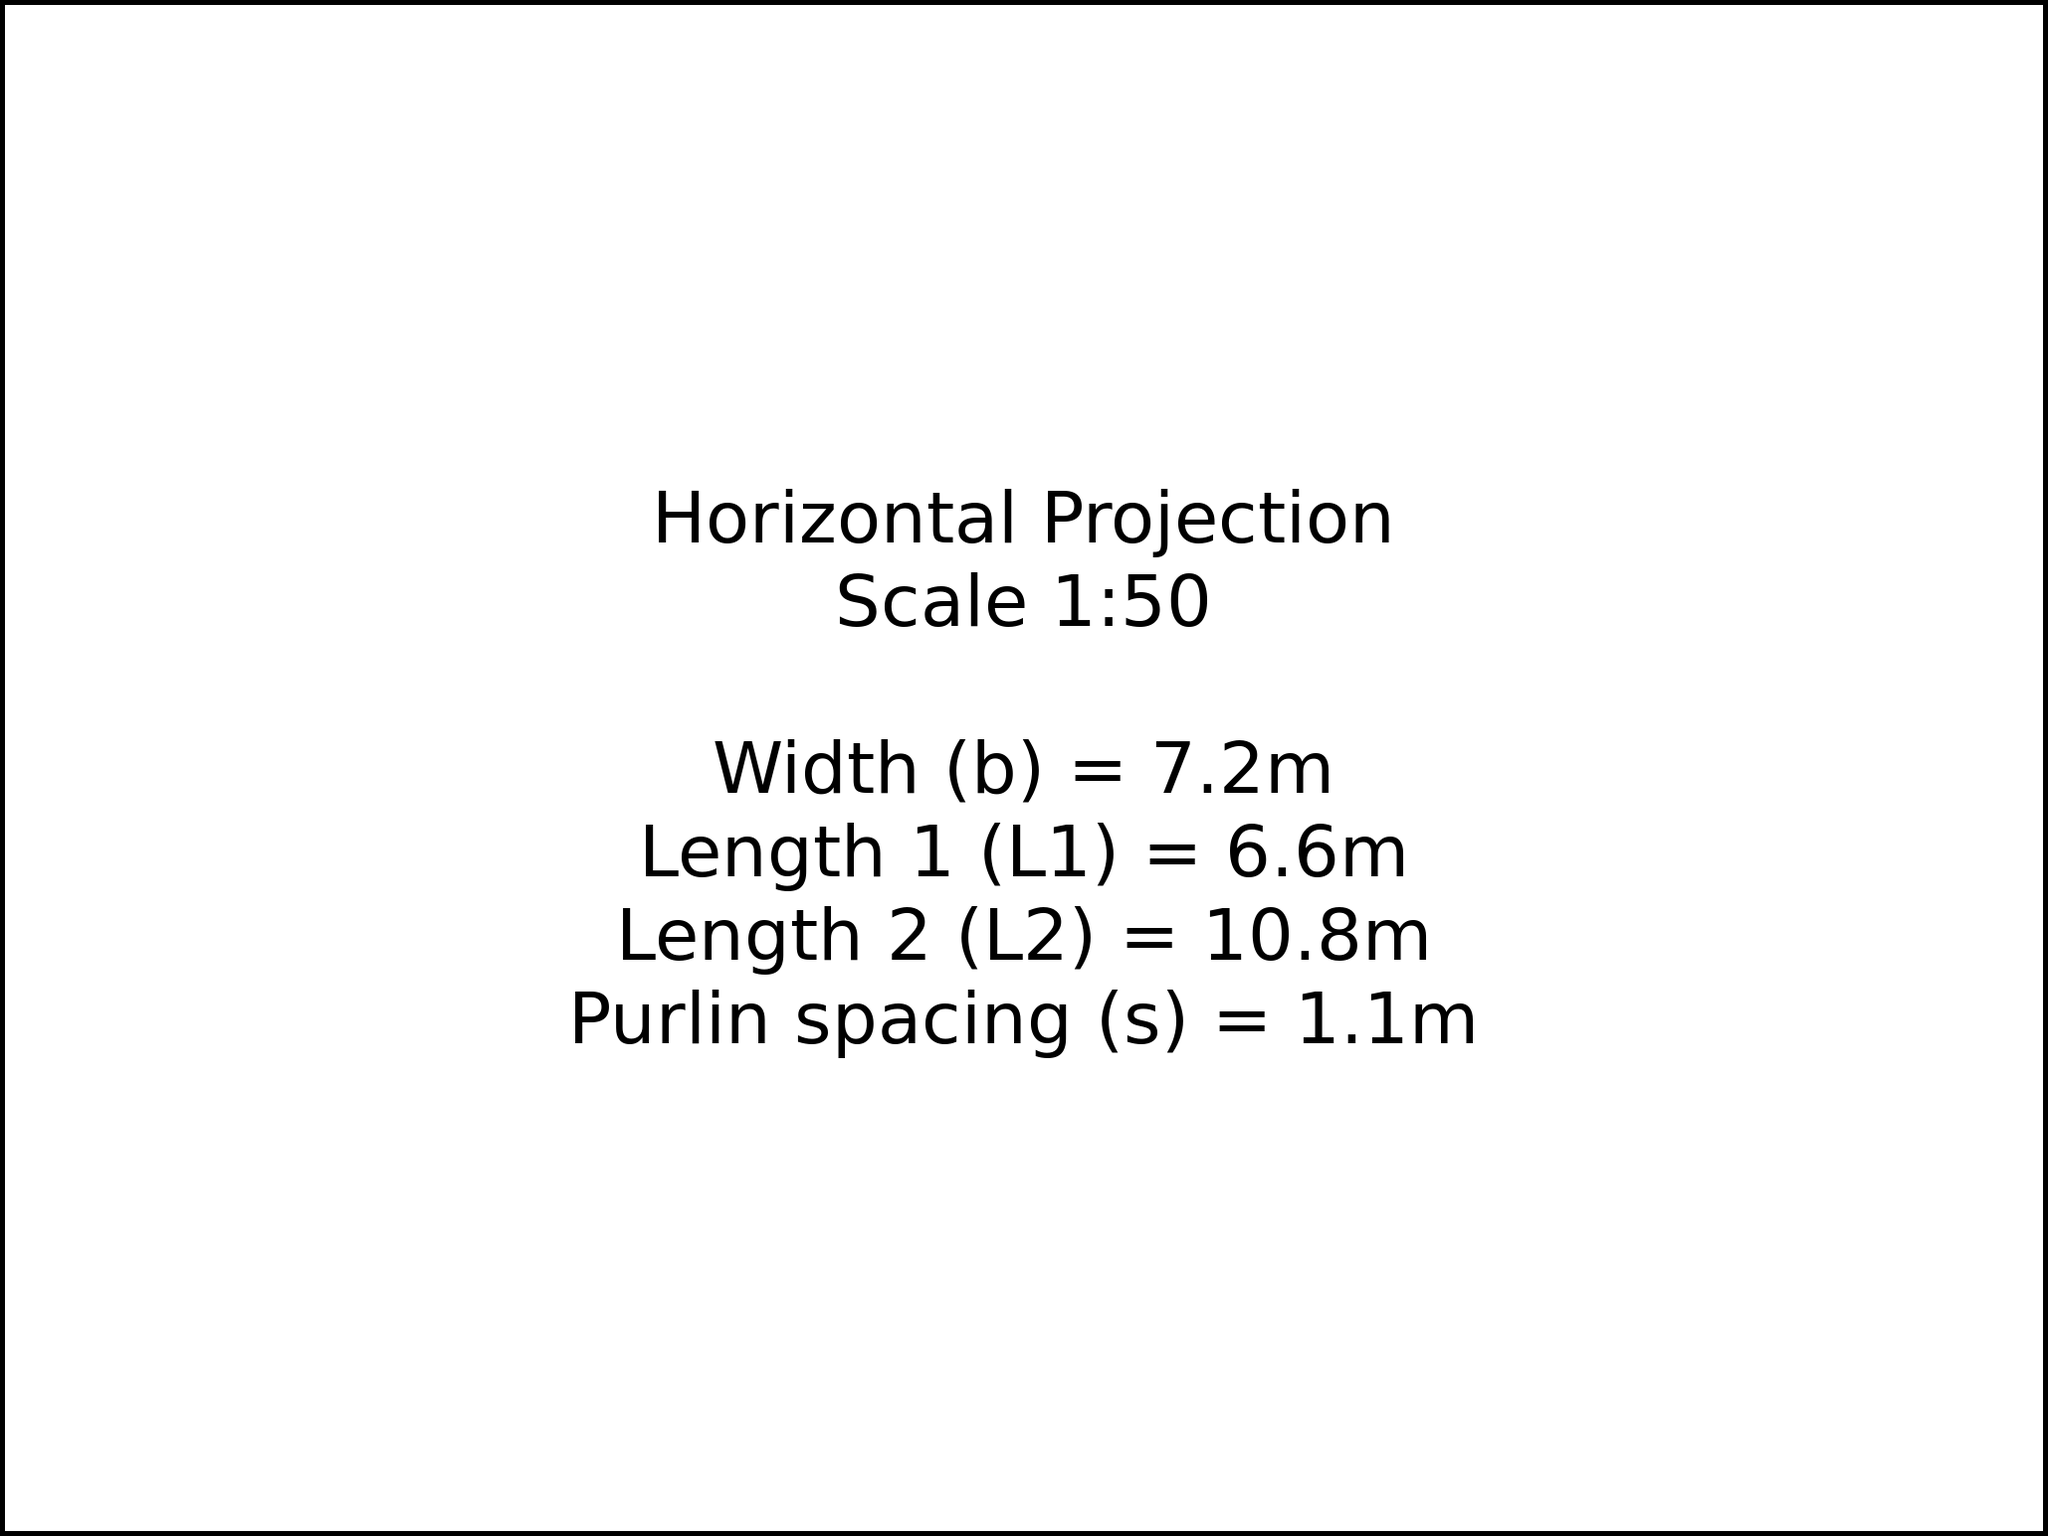 Horizontal Projection
Scale 1:50
Width (b) = 7.2m
Length 1 (L1) = 6.6m
Length 2 (L2) = 10.8m
Purlin spacing (s) = 1.1m